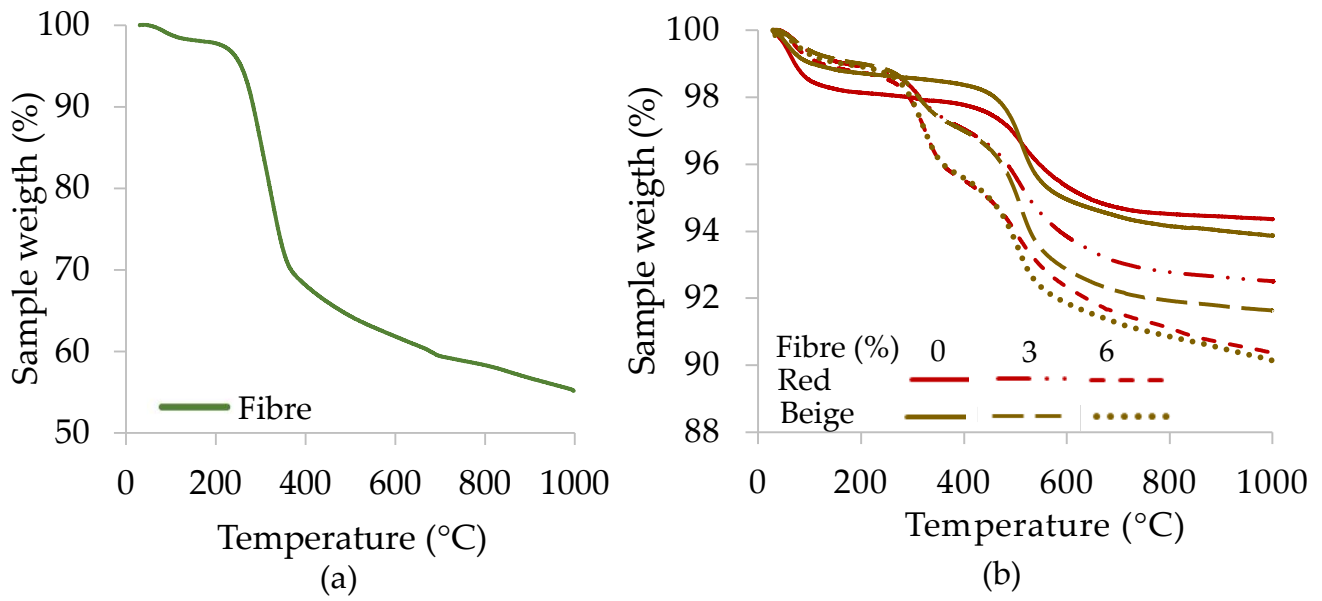 Sample weigth (%)
100
90
80
70
60
50
0 200 400 600 800 1000
Fibre
Temperature (°C)
(a)
Sample weigth (%)
100
98
96
94
92
90
88
0 200 400 600 800 1000
Fibre (%) 0 3 6
Red
Beige
Temperature (°C)
(b)